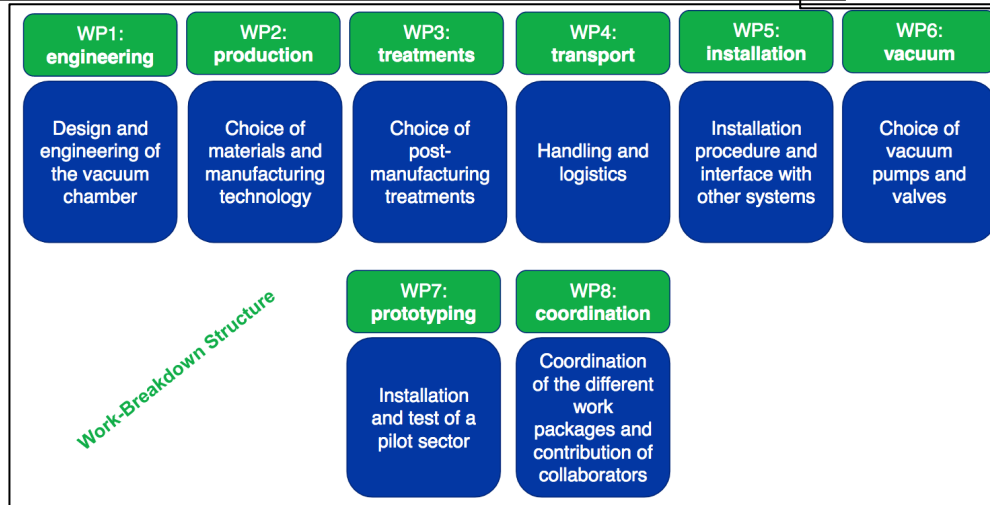 WP1:
engineering
Design and
engineering of
the vacuum
chamber
WP2:
production
Choice of
materials and
manufacturing
technology
WP3:
treatments
Choice of
post-
manufacturing
treatments
WP4:
transport
Handling and
logistics
WP5:
installation
Installation
procedure and
interface with
other systems
WP6:
vacuum
Choice of
vacuum
pumps and
valves
Work-Breakdown Structure
WP7:
prototyping
Installation
and test of a
pilot sector
WP8:
coordination
Coordination
of the different
work
packages and
contribution of
collaborators